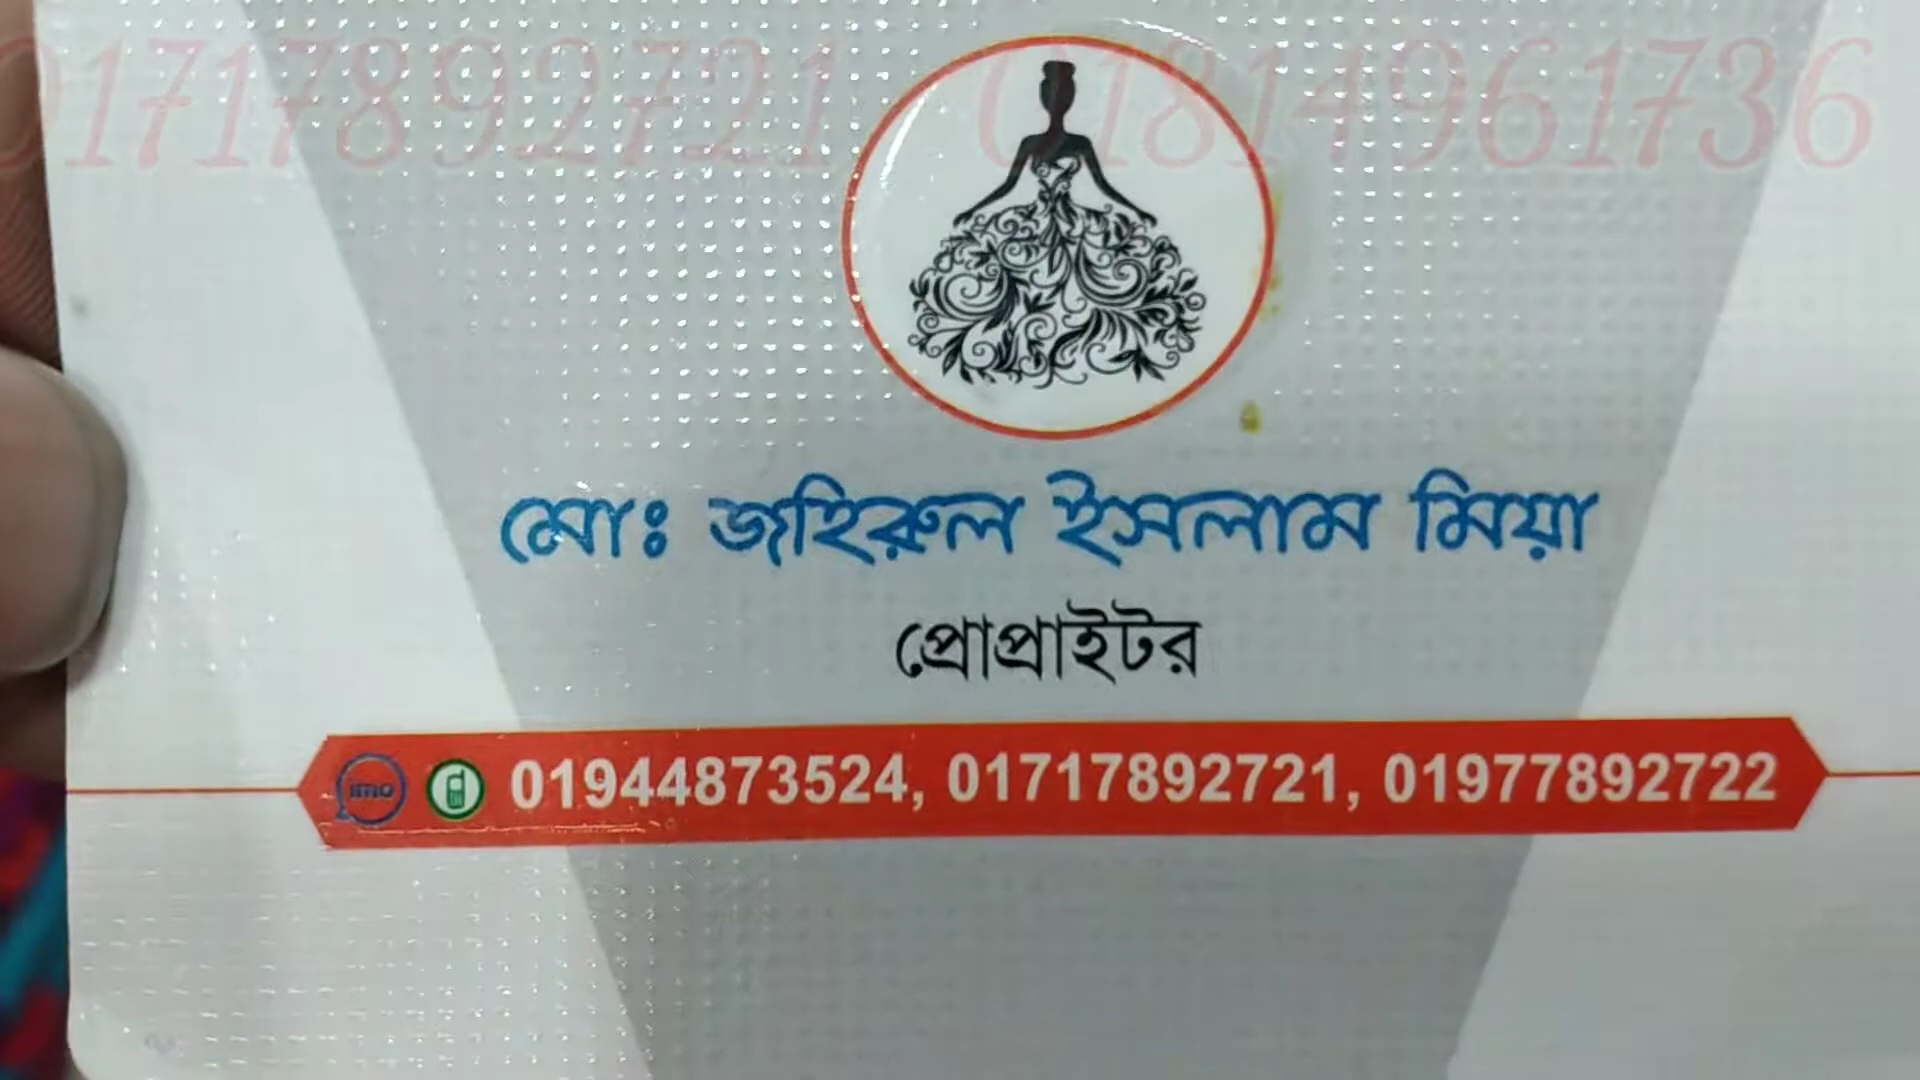 01717892721 01814961736
মোঃ জহিরুল ইসলাম মিয়া
প্রোপ্রাইটর
imo 01944873524, 01717892721, 01977892722